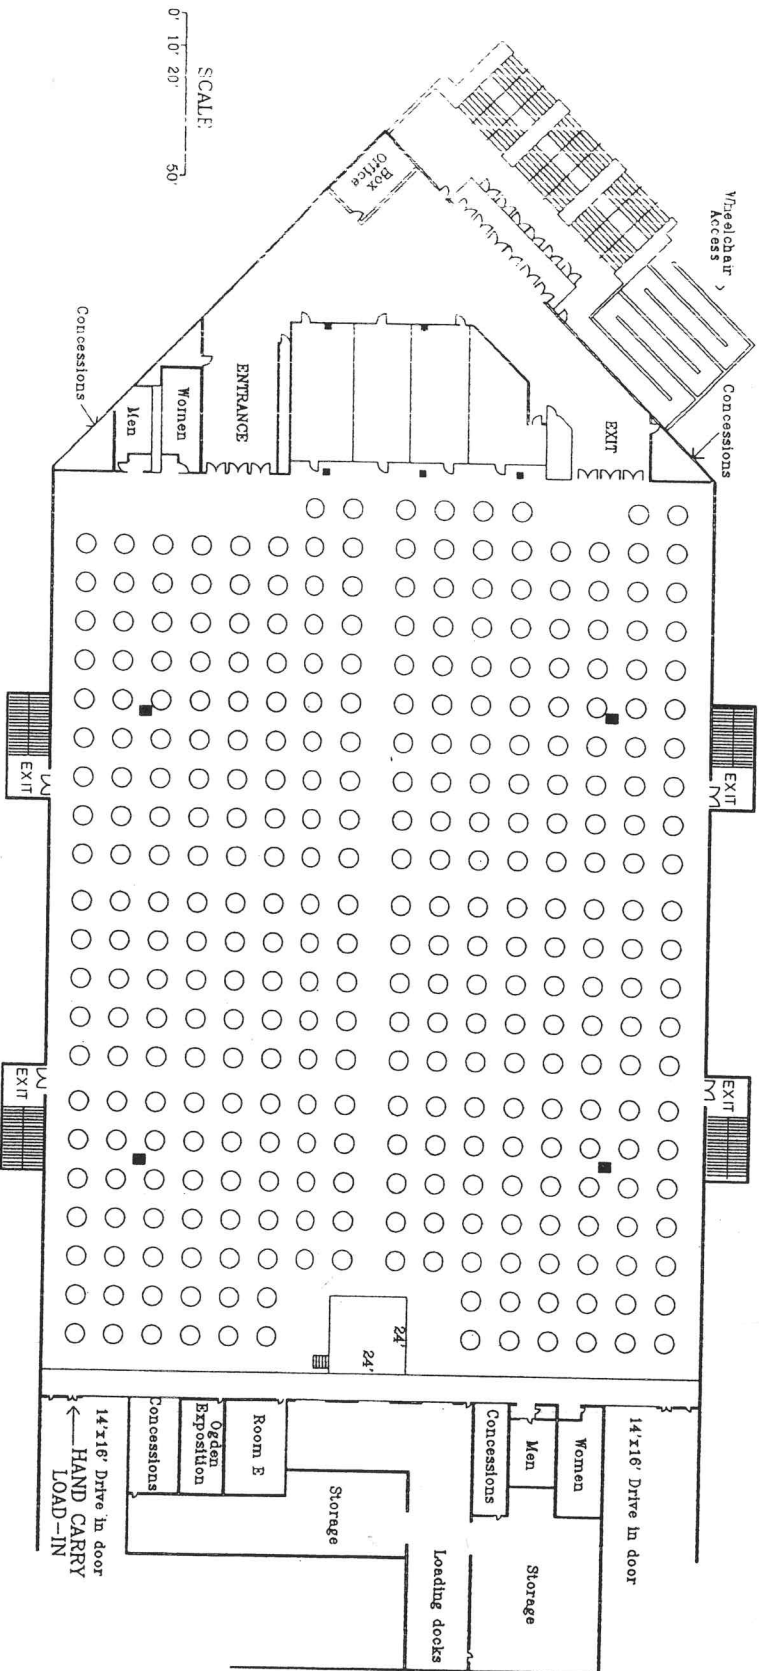 SCALE
0' 10' 20' 50'
Wheelchair
Access
Box
Office
Concessions
Concessions
Men
Women
ENTRANCE
EXIT
EXIT
EXIT
EXIT
EXIT
24'
24'
14'x16' Drive in door
HAND CARRY
LOAD-IN
Concessions
Ogden
Exposition
Room E
Storage
Loading docks
Concessions
Men
Women
Storage
14'x16' Drive in door